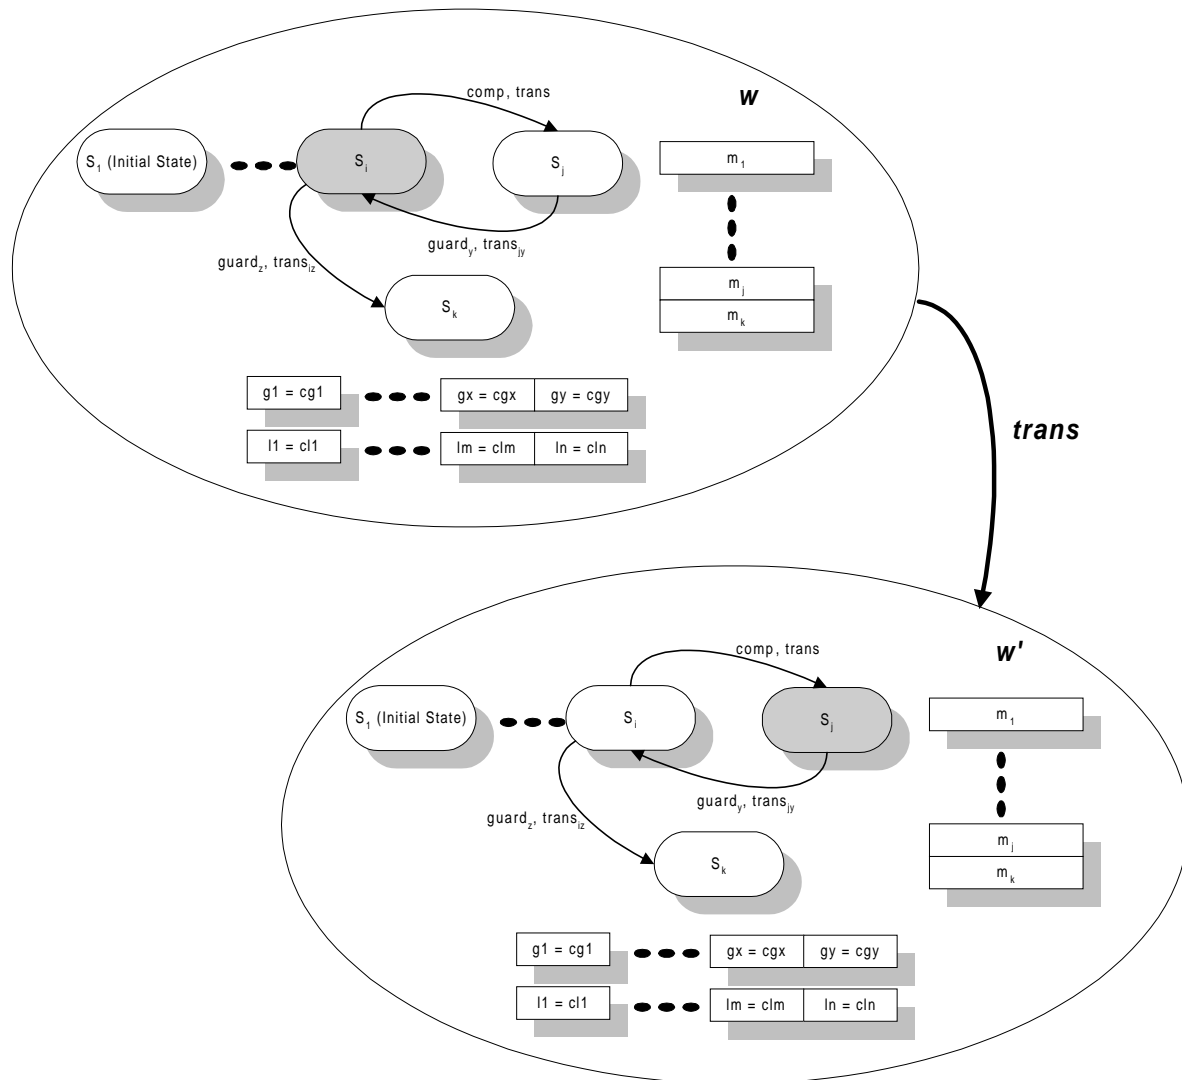 w
comp, trans
S1 (Initial State)
Si
Sj
m1
guardy, transjy
guardz, transiz
Sk
mj
mk
g1 = cg1
gx = cgx
gy = cgy
l1 = cl1
lm = clm
ln = cln
trans
w'
comp, trans
S1 (Initial State)
Si
Sj
m1
guardy, transjy
guardz, transiz
Sk
mj
mk
g1 = cg1
gx = cgx
gy = cgy
l1 = cl1
lm = clm
ln = cln